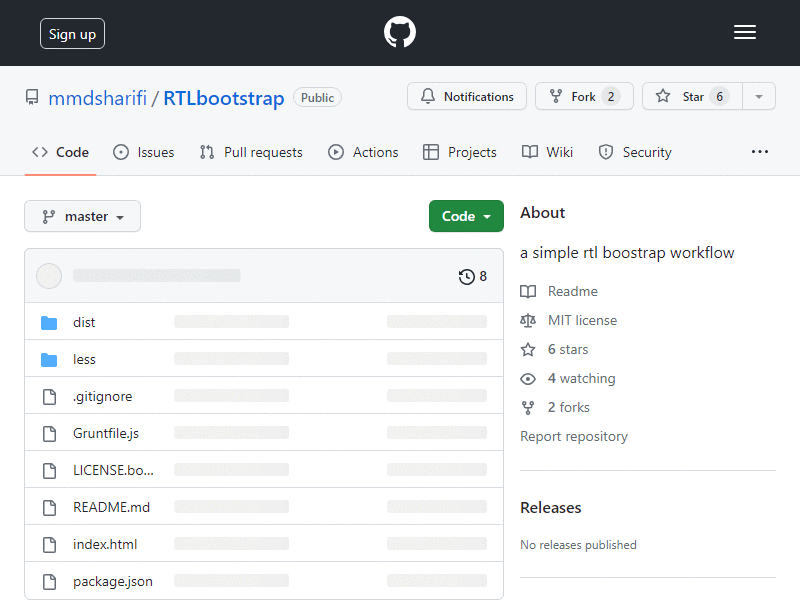 Sign up
mmdsharifi / RTLbootstrap Public
Notifications Fork 2 Star 6
Code Issues Pull requests Actions Projects Wiki Security
master Code
8
dist
less
.gitignore
Gruntfile.js
LICENSE.bo...
README.md
index.html
package.json
About
a simple rtl boostrap workflow
Readme
MIT license
6 stars
4 watching
2 forks
Report repository
Releases
No releases published